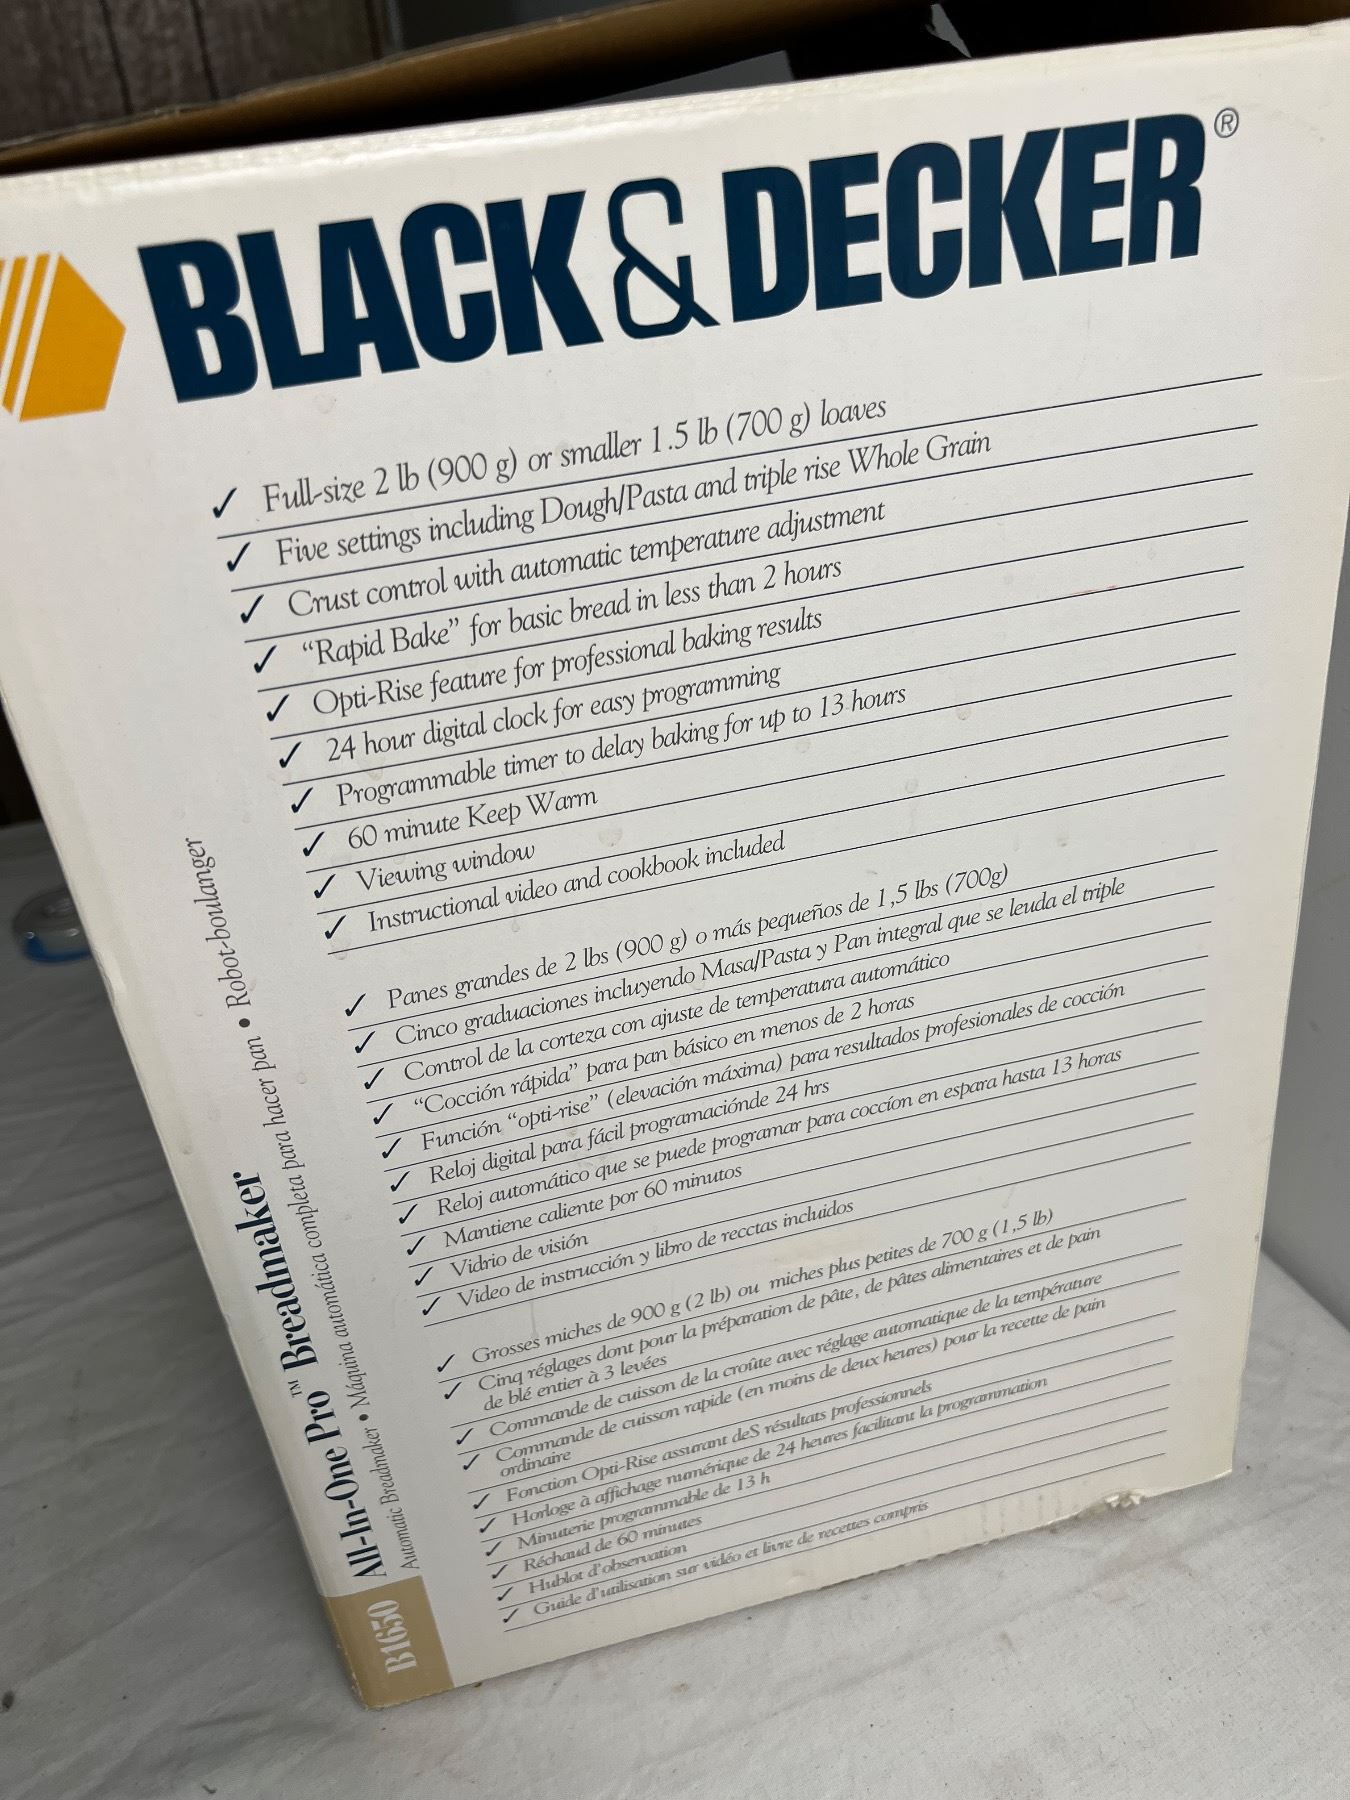 BLACK & DECKER®
✓ Full-size 2 lb (900 g) or smaller 1.5 lb (700 g) loaves
✓ Five settings including Dough/Pasta and triple rise Whole Grain
✓ Crust control with automatic temperature adjustment
✓ “Rapid Bake” for basic bread in less than 2 hours
✓ Opti-Rise feature for professional baking results
✓ 24 hour digital clock for easy programming
✓ Programmable timer to delay baking for up to 13 hours
✓ 60 minute Keep Warm
✓ Viewing window
✓ Instructional video and cookbook included
✓ Panes grandes de 2 lbs (900 g) o más pequeños de 1,5 lbs (700g)
✓ Cinco graduaciones incluyendo Masa/Pasta y Pan integral que se leuda el triple
✓ Control de la corteza con ajuste de temperatura automático
✓ “Cocción rápida” para pan básico en menos de 2 horas
✓ Función “opti-rise” (elevación máxima) para resultados profesionales de cocción
✓ Reloj digital para fácil programaciónde 24 hrs
✓ Reloj automático que se puede programar para coccíon en espara hasta 13 horas
✓ Mantiene caliente por 60 minutos
✓ Vidrio de visión
✓ Video de instrucción y libro de recctas incluidos
✓ Grosses miches de 900 g (2 lb) ou miches plus petites de 700 g (1,5 lb)
✓ Cinq réglages dont pour la préparation de pâte, de pâtes alimentaires et de pain
de blé entier à 3 levées
✓ Commande de cuisson de la croûte avec réglage automatique de la température
✓ Commande de cuisson rapide (en moins de deux heures) pour la recette de pain
ordinaire
✓ Fonction Opti-Rise assurant deS résultats professionnels
✓ Horloge à affichage numérique de 24 heures facilitant la programmation
✓ Minuterie programmable de 13 h
✓ Réchaud de 60 minutes
✓ Hublot d'observation
✓ Guide d'utilisation sur vidéo et livre de recettes compris
B1650
All-In-One Pro™ Breadmaker
Automatic Breadmaker • Máquina automática completa para hacer pan • Robot-boulanger